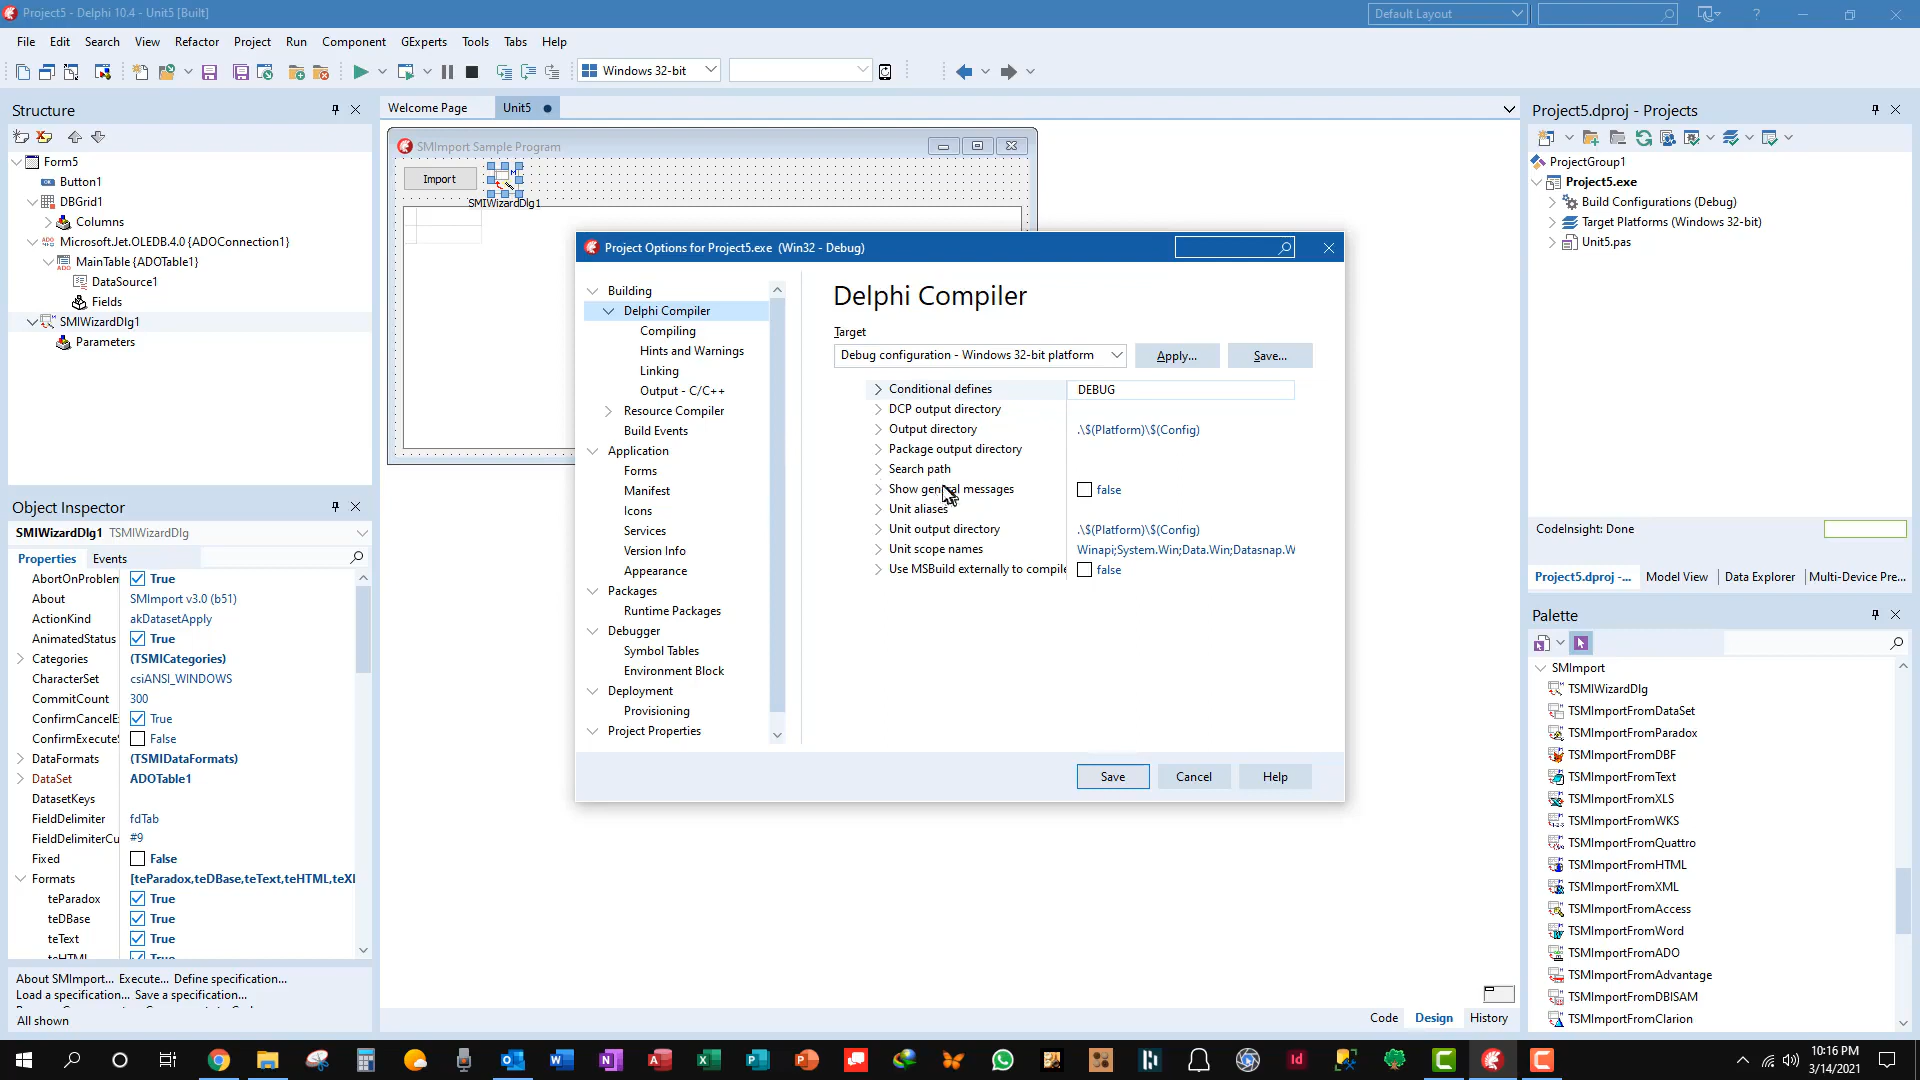 Project5 - Delphi 10.4 - Unit5 [Built]
Default Layout
File Edit Search View Refactor Project Run Component GExperts Tools Tabs Help
Windows 32-bit
Structure
Form5
Button1
DBGrid1
Columns
Microsoft.Jet.OLEDB.4.0 {ADOConnection1}
MainTable {ADOTable1}
DataSource1
Fields
SMIWizardDlg1
Parameters
Object Inspector
SMIWizardDlg1 TSMIWizardDlg
Properties Events
AbortOnProblem True
About SMImport v3.0 (b51)
ActionKind akDatasetApply
AnimatedStatus True
Categories (TSMICategories)
CharacterSet csiANSI_WINDOWS
CommitCount 300
ConfirmCancelE True
ConfirmExecute False
DataFormats (TSMIDataFormats)
DataSet ADOTable1
DatasetKeys
FieldDelimiter fdTab
FieldDelimiterCu #9
Fixed False
Formats [teParadox,teDBase,teText,teHTML,teXl
teParadox True
teDBase True
teText True
teHTML True
About SMImport... Execute... Define specification...
Load a specification... Save a specification...
All shown
Welcome Page Unit5
SMImport Sample Program
Import
SMIWizardDlg1
Project Options for Project5.exe (Win32 - Debug)
Building
Delphi Compiler
Compiling
Hints and Warnings
Linking
Output - C/C++
Resource Compiler
Build Events
Application
Forms
Manifest
Icons
Services
Version Info
Appearance
Packages
Runtime Packages
Debugger
Symbol Tables
Environment Block
Deployment
Provisioning
Project Properties
Delphi Compiler
Target
Debug configuration - Windows 32-bit platform Apply... Save...
Conditional defines DEBUG
DCP output directory
Output directory .\$(Platform)\$(Config)
Package output directory
Search path
Show general messages false
Unit aliases
Unit output directory .\$(Platform)\$(Config)
Unit scope names Winapi;System.Win;Data.Win;Datasnap.W
Use MSBuild externally to compile false
Save Cancel Help
Code Design History
Project5.dproj - Projects
ProjectGroup1
Project5.exe
Build Configurations (Debug)
Target Platforms (Windows 32-bit)
Unit5.pas
CodeInsight: Done
Project5.dproj -... Model View Data Explorer Multi-Device Pre...
Palette
SMImport
TSMIWizardDlg
TSMImportFromDataSet
TSMImportFromParadox
TSMImportFromDBF
TSMImportFromText
TSMImportFromXLS
TSMImportFromWKS
TSMImportFromQuattro
TSMImportFromHTML
TSMImportFromXML
TSMImportFromAccess
TSMImportFromWord
TSMImportFromADO
TSMImportFromAdvantage
TSMImportFromDBISAM
TSMImportFromClarion
10:16 PM
3/14/2021